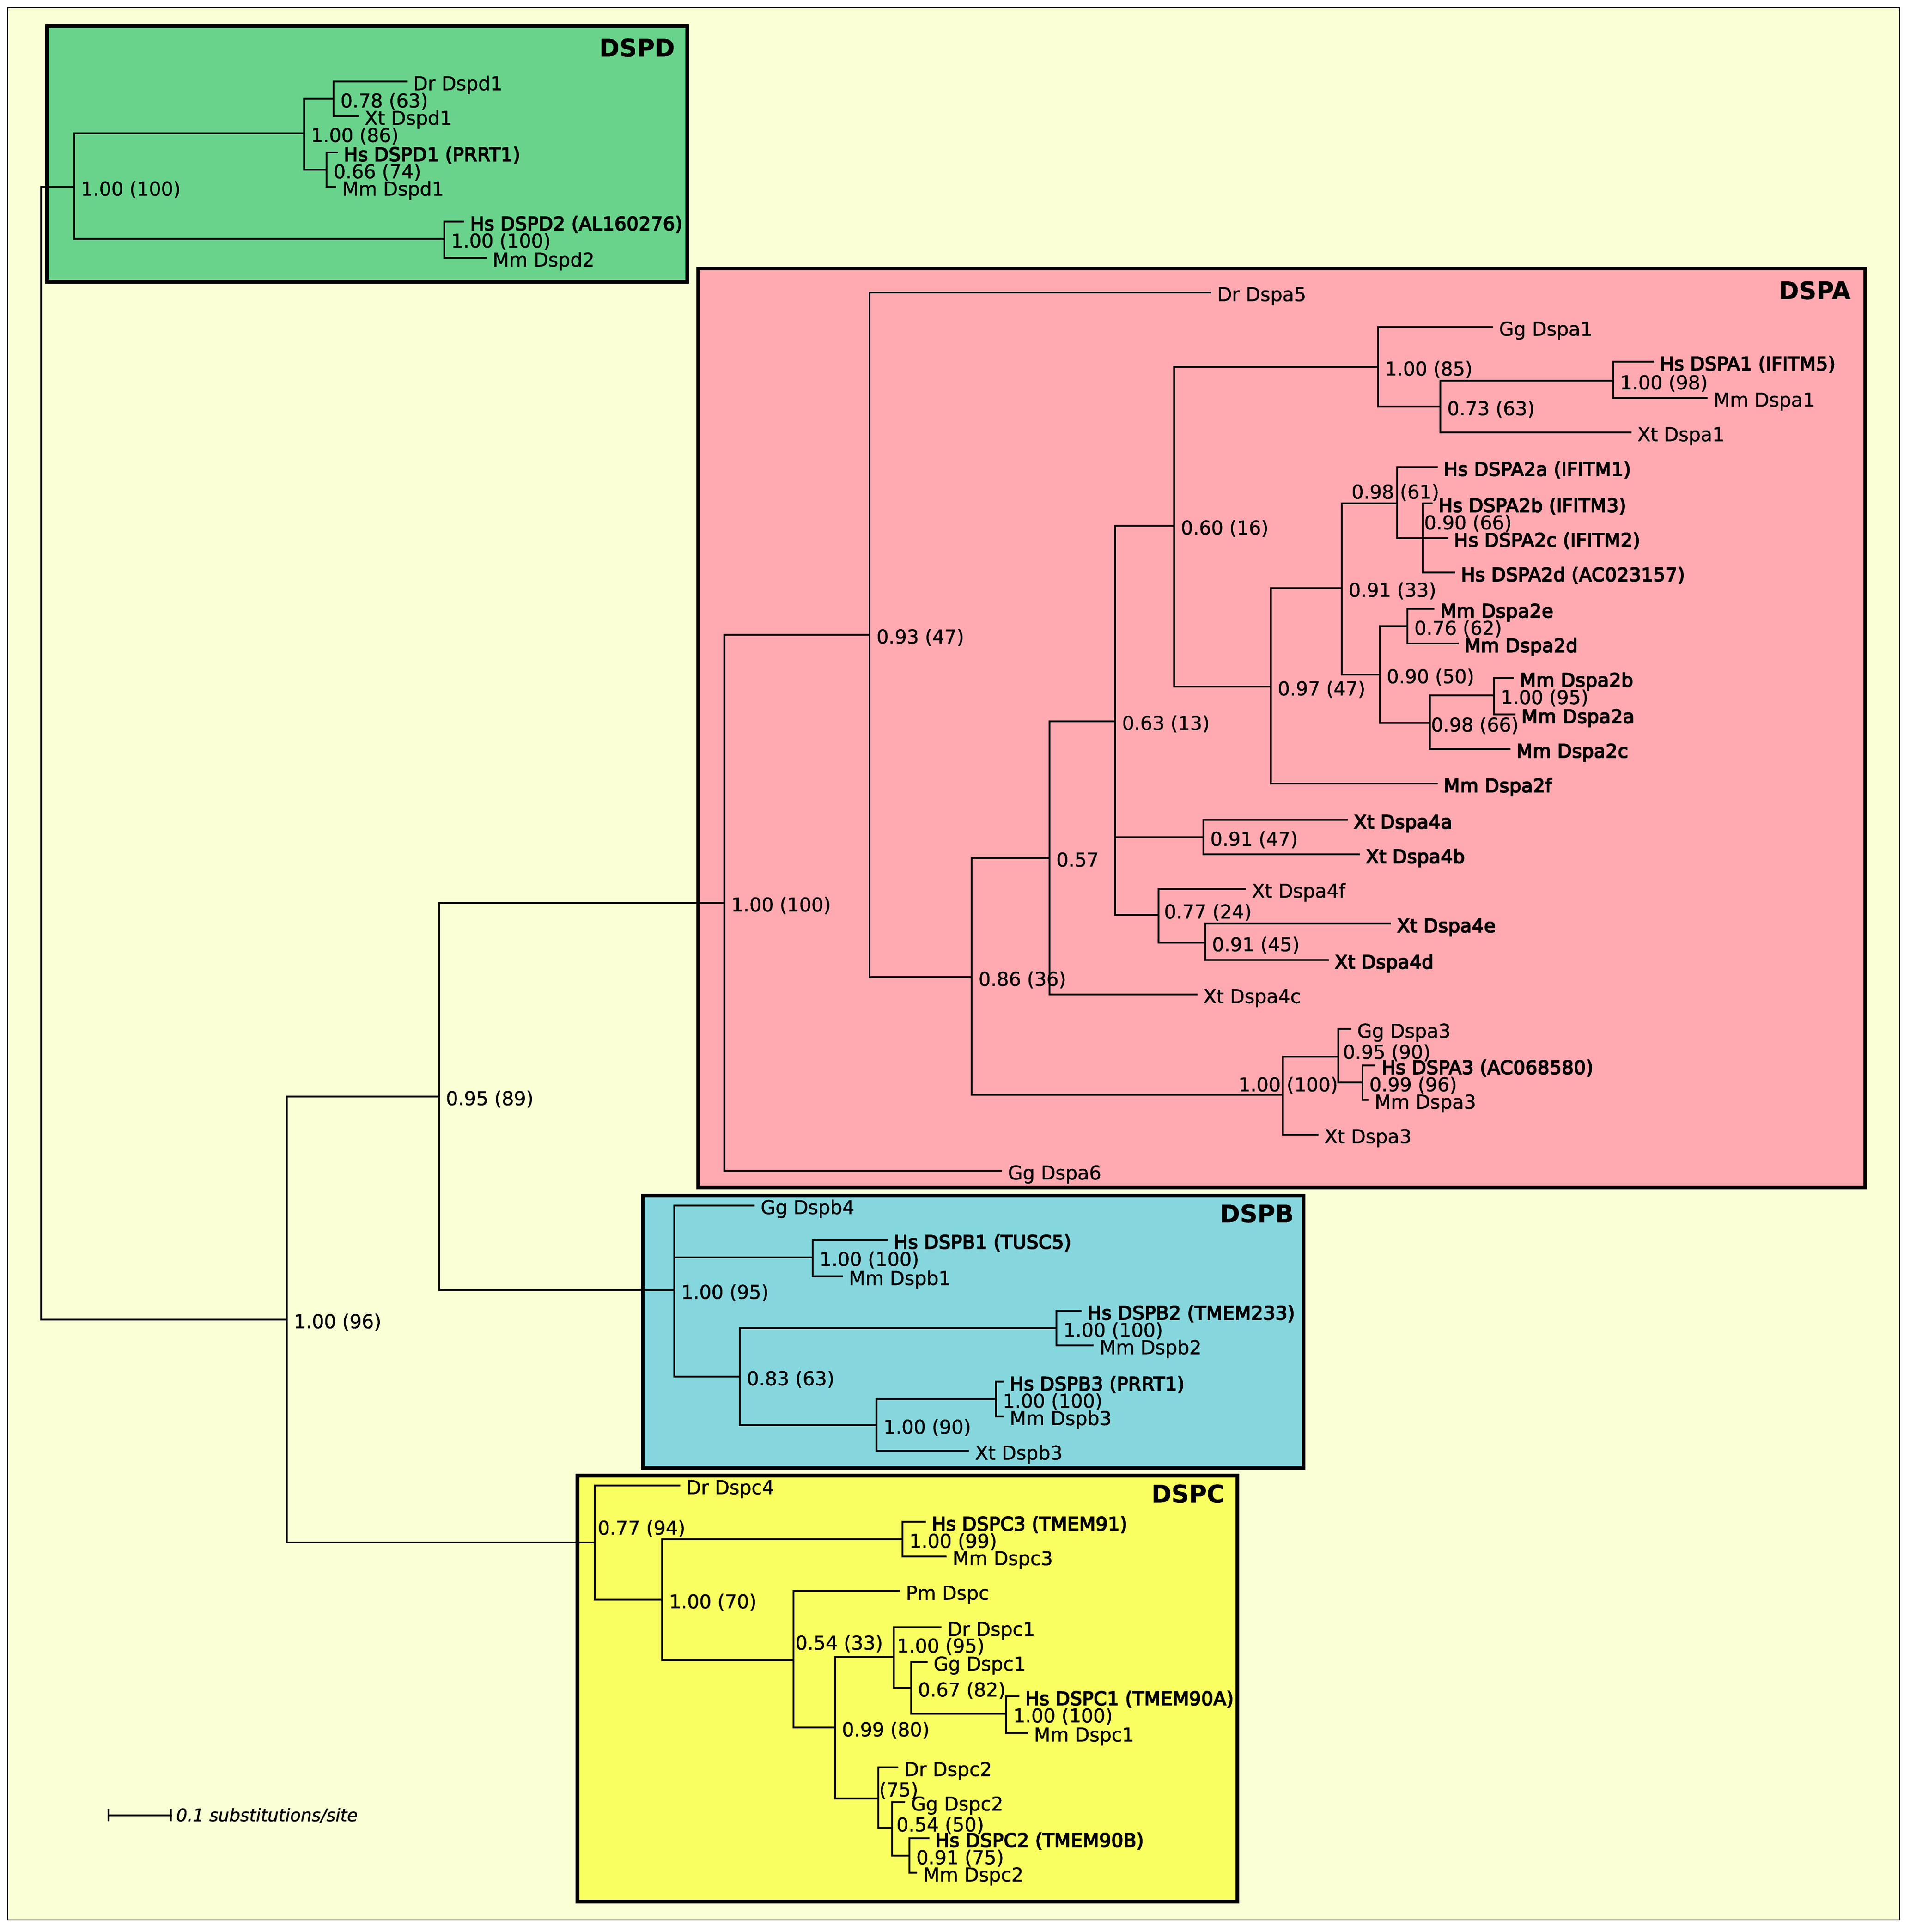 DSPD
Dr Dspd1
0.78 (63)
Xt Dspd1
1.00 (86)
Hs DSPD1 (PRRT1)
0.66 (74)
Mm Dspd1
1.00 (100)
Hs DSPD2 (AL160276)
1.00 (100)
Mm Dspd2
DSPA
Dr Dspa5
Gg Dspa1
Hs DSPA1 (IFITM5)
1.00 (85)
1.00 (98)
Mm Dspa1
0.73 (63)
Xt Dspa1
Hs DSPA2a (IFITM1)
0.98 (61)
Hs DSPA2b (IFITM3)
0.90 (66)
0.60 (16)
Hs DSPA2c (IFITM2)
Hs DSPA2d (AC023157)
0.91 (33)
Mm Dspa2e
0.76 (62)
0.93 (47)
Mm Dspa2d
0.90 (50)
Mm Dspa2b
0.97 (47)
1.00 (95)
Mm Dspa2a
0.63 (13)
0.98 (66)
Mm Dspa2c
Mm Dspa2f
Xt Dspa4a
0.91 (47)
Xt Dspa4b
0.57
Xt Dspa4f
1.00 (100)
0.77 (24)
Xt Dspa4e
0.91 (45)
Xt Dspa4d
0.86 (36)
Xt Dspa4c
Gg Dspa3
0.95 (90)
Hs DSPA3 (AC068580)
1.00 (100)
0.99 (96)
0.95 (89)
Mm Dspa3
Xt Dspa3
Gg Dspa6
DSPB
Gg Dspb4
Hs DSPB1 (TUSC5)
1.00 (100)
Mm Dspb1
1.00 (95)
Hs DSPB2 (TMEM233)
1.00 (96)
1.00 (100)
Mm Dspb2
0.83 (63)
Hs DSPB3 (PRRT1)
1.00 (100)
Mm Dspb3
1.00 (90)
Xt Dspb3
DSPC
Dr Dspc4
0.77 (94)
Hs DSPC3 (TMEM91)
1.00 (99)
Mm Dspc3
1.00 (70)
Pm Dspc
Dr Dspc1
0.54 (33)
1.00 (95)
Gg Dspc1
0.67 (82)
Hs DSPC1 (TMEM90A)
1.00 (100)
0.99 (80)
Mm Dspc1
Dr Dspc2
(75)
Gg Dspc2
0.1 substitutions/site
0.54 (50)
Hs DSPC2 (TMEM90B)
0.91 (75)
Mm Dspc2